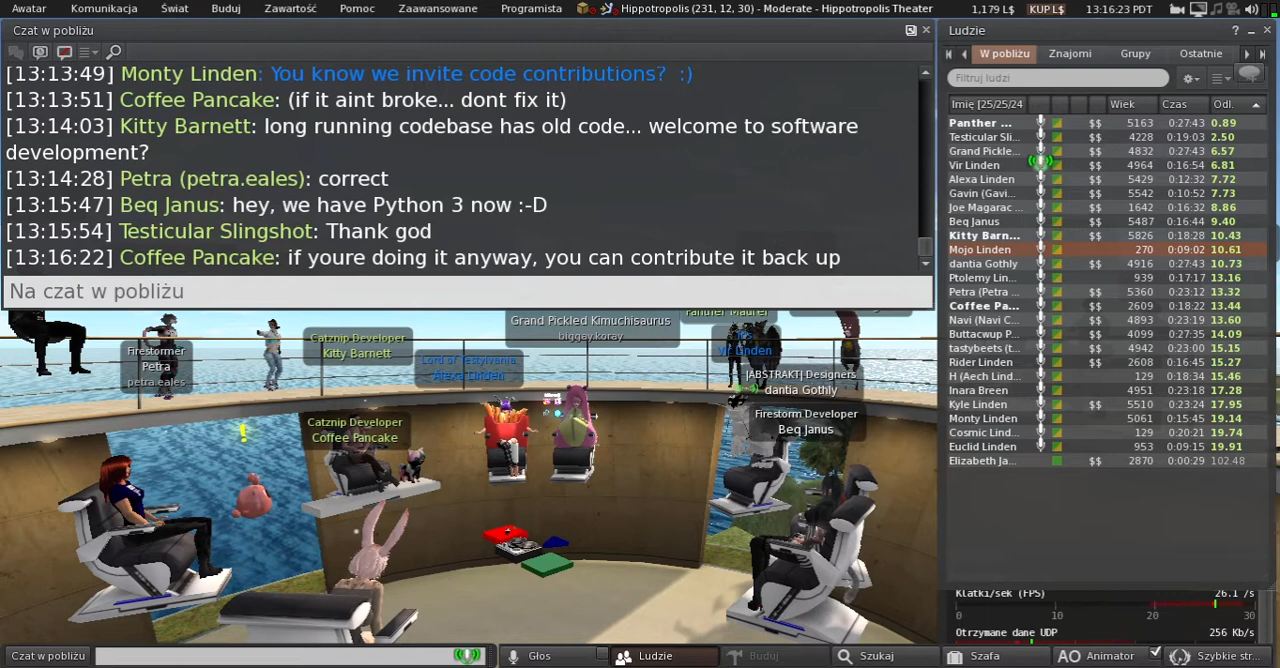 Awatar Komunikacja Świat Buduj Zawartość Pomoc Zaawansowane Programista Hippotropolis (231, 12, 30) - Moderate - Hippotropolis Theater 1,179 L$ KUP L$ 13:16:23 PDT
Czat w pobliżu
[13:13:49] Monty Linden: You know we invite code contributions? :)
[13:13:51] Coffee Pancake: (if it aint broke... dont fix it)
[13:14:03] Kitty Barnett: long running codebase has old code... welcome to software
development?
[13:14:28] Petra (petra.eales): correct
[13:15:47] Beq Janus: hey, we have Python 3 now :-D
[13:15:54] Testicular Slingshot: Thank god
[13:16:22] Coffee Pancake: if youre doing it anyway, you can contribute it back up
Na czat w pobliżu
Ludzie
W pobliżu Znajomi Grupy Ostatnie
Filtruj ludzi
Imię [25/25/24 Wiek Czas Odl.
Panther ... $$ 5163 0:27:43 0.89
Testicular Sli... $$ 4228 0:19:03 2.50
Grand Pickle... $$ 4832 0:27:43 6.57
Vir Linden $$ 4964 0:16:54 6.81
Alexa Linden $$ 5429 0:12:32 7.72
Gavin (Gavi... $$ 5542 0:10:52 7.73
Joe Magarac ... $$ 1642 0:16:32 8.86
Beq Janus $$ 5487 0:16:44 9.40
Kitty Barn... $$ 5826 0:18:28 10.43
Mojo Linden 270 0:09:02 10.61
dantia Gothly $$ 4916 0:27:43 10.73
Ptolemy Lin... 939 0:17:17 13.16
Petra (Petra ... $$ 5360 0:23:12 13.32
Coffee Pa... $$ 2609 0:18:22 13.44
Navi (Navi C... $$ 4893 0:23:19 13.60
Buttacwup P... $$ 4099 0:27:35 14.09
tastybeets (t... $$ 4942 0:23:00 15.15
Rider Linden $$ 2608 0:16:45 15.27
H (Aech Lind... 129 0:18:34 15.46
Inara Breen 4951 0:23:18 17.28
Kyle Linden $$ 5510 0:23:24 17.95
Monty Linden 5061 0:15:45 19.14
Cosmic Lind... 129 0:20:21 19.74
Euclid Linden 953 0:09:15 19.91
Elizabeth Ja... $$ 2870 0:00:29 102.48
Klatki/sek (FPS) 26.1 /s
0 10 20 30
Otrzymane dane UDP 256 Kb/s
Panther Maurer
Grand Pickled Kimuchisaurus
biggay.koray
Catznip Developer
Kitty Barnett
Firestormer
Petra
petra.eales
Lord of Testylvania
Alexa Linden
Vir Linden
|ABSTRAKT| Designers
dantia Gothly
Firestorm Developer
Beq Janus
Catznip Developer
Coffee Pancake
Czat w pobliżu Głos Ludzie Buduj Szukaj Szafa AO Animator Szybkie str...